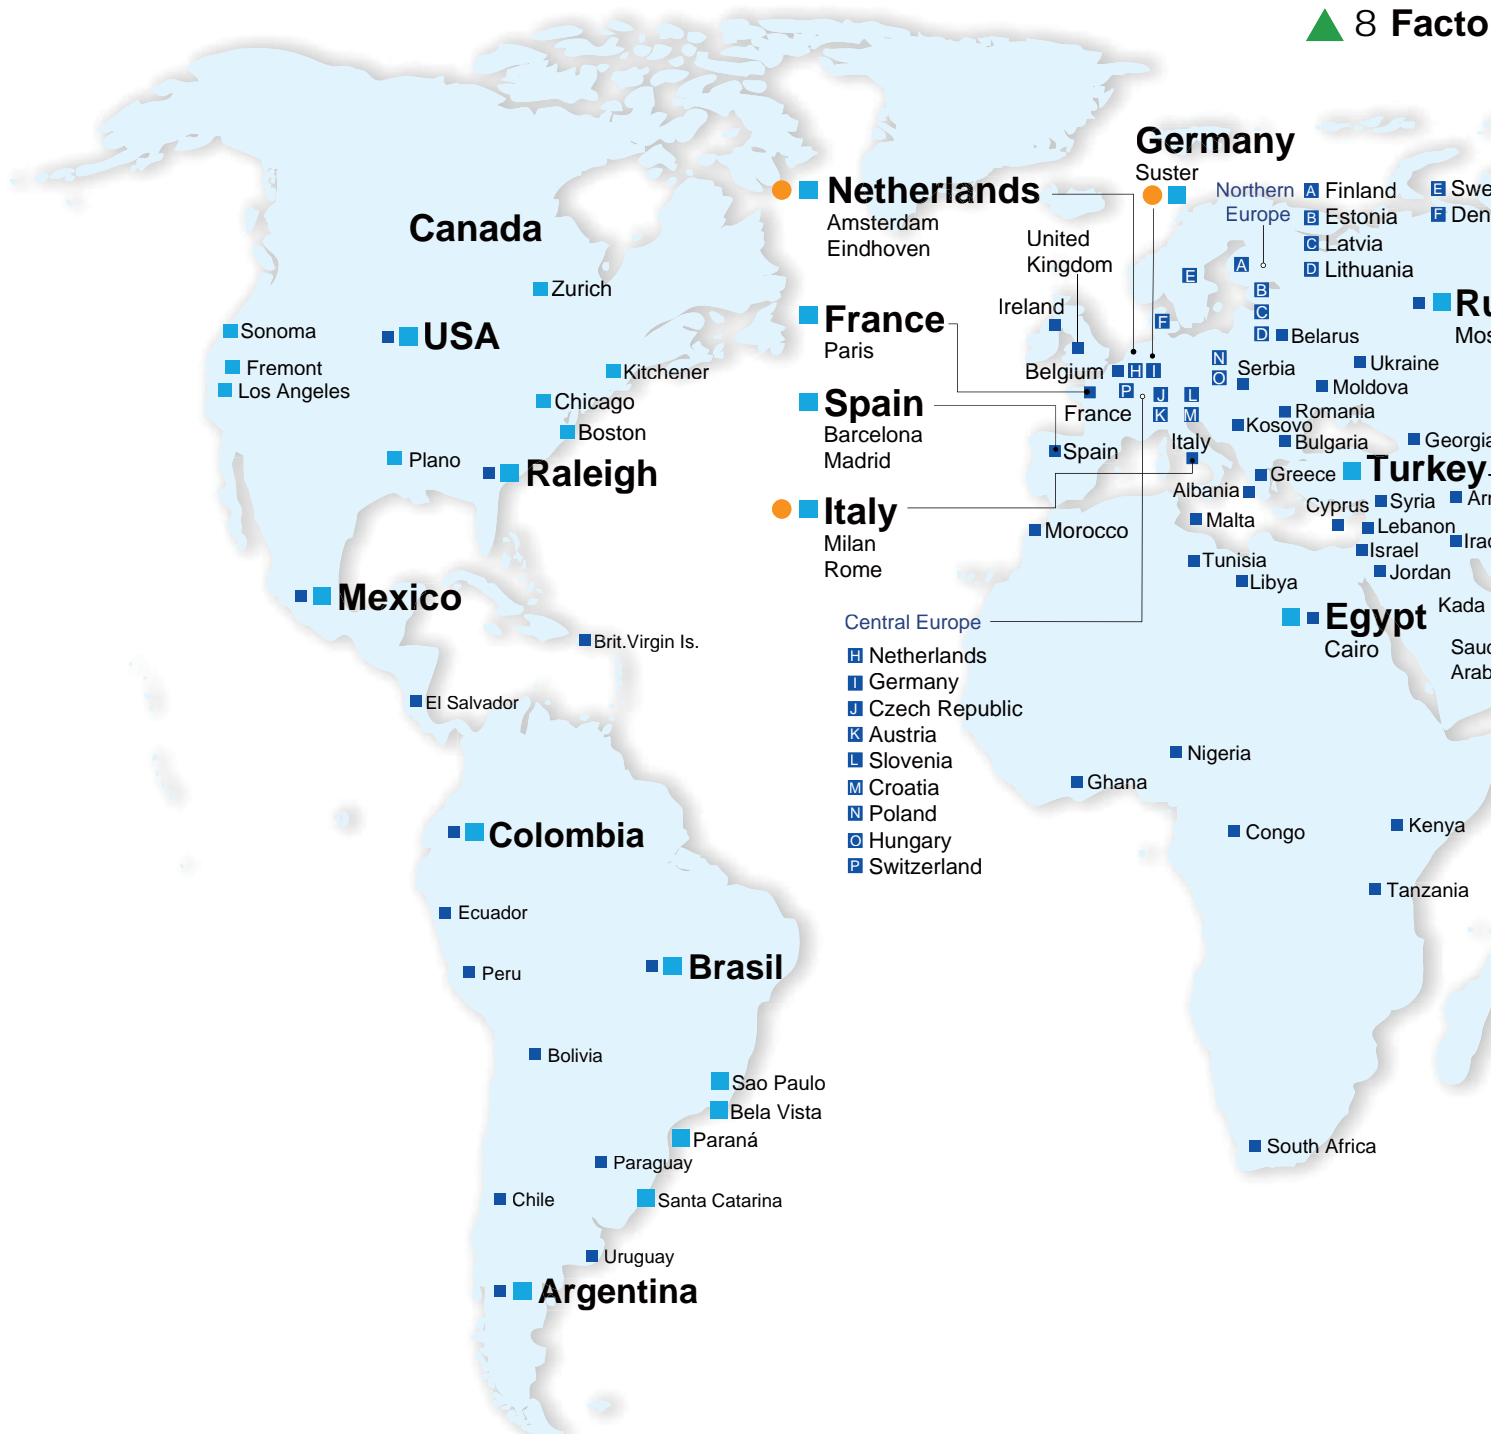 8 Facto
Germany
Suster
Netherlands
Amsterdam
Eindhoven
Northern
Europe
A Finland
B Estonia
C Latvia
D Lithuania
E Swe
F Den
Canada
United
Kingdom
Zurich
Ireland
A
E
B
C
D
F
France
Paris
Sonoma
USA
Fremont
Los Angeles
Kitchener
Chicago
Boston
Plano
Raleigh
Belarus
Ru
Mos
Ukraine
Moldova
Serbia
N
O
Belgium
H
I
P
J
L
K
M
France
Romania
Kosovo
Bulgaria
Georgia
Spain
Barcelona
Madrid
Spain
Italy
Greece
Turkey
Albania
Cyprus
Syria
Arm
Malta
Lebanon
Israel
Iraq
Jordan
Italy
Milan
Rome
Morocco
Tunisia
Libya
Mexico
Egypt
Cairo
Kada
Saud
Arab
Brit.Virgin Is.
El Salvador
Central Europe
H Netherlands
I Germany
J Czech Republic
K Austria
L Slovenia
M Croatia
N Poland
O Hungary
P Switzerland
Nigeria
Ghana
Congo
Kenya
Tanzania
South Africa
Colombia
Ecuador
Peru
Brasil
Bolivia
Sao Paulo
Bela Vista
Paraná
Paraguay
Chile
Santa Catarina
Uruguay
Argentina